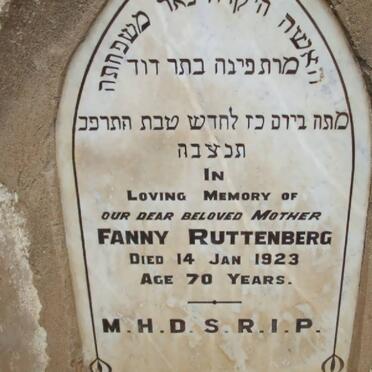 האשה היקרה פאר משפחתה
מרת פיגה בת ר דוד
מתה ביום כז לחדש טבת התרפג
תנצבה
In
Loving Memory of
our dear beloved Mother
Fanny Ruttenberg
Died 14 Jan 1923
Age 70 Years.
M.H.D.S.R.I.P.